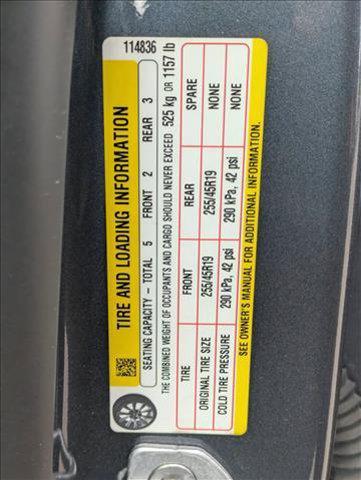 114836
TIRE AND LOADING INFORMATION
SEATING CAPACITY – TOTAL 5 FRONT 2 REAR 3
THE COMBINED WEIGHT OF OCCUPANTS AND CARGO SHOULD NEVER EXCEED 525 kg OR 1157 lb
TIRE FRONT REAR SPARE
ORIGINAL TIRE SIZE 255/45R19 255/45R19 NONE
COLD TIRE PRESSURE 290 kPa, 42 psi 290 kPa, 42 psi NONE
SEE OWNER'S MANUAL FOR ADDITIONAL INFORMATION.